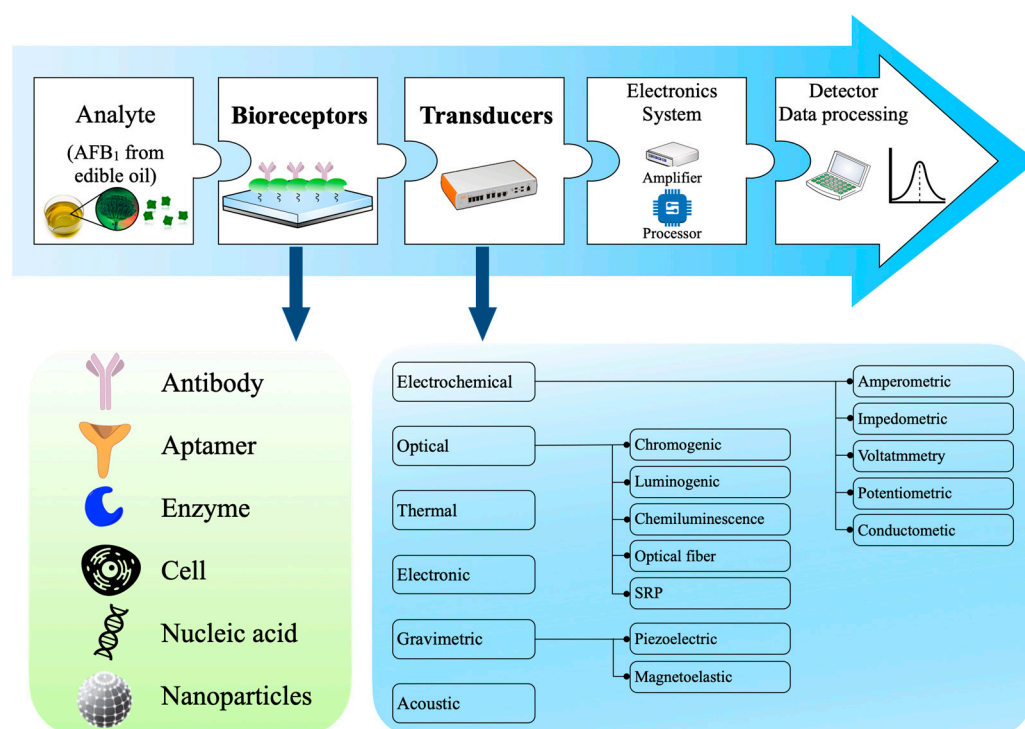 Analyte
(AFB₁ from
edible oil)
Bioreceptors
Transducers
Electronics
System
Amplifier
Processor
Detector
Data processing
Antibody
Aptamer
Enzyme
Cell
Nucleic acid
Nanoparticles
Electrochemical
Optical
Thermal
Electronic
Gravimetric
Acoustic
Chromogenic
Luminogenic
Chemiluminescence
Optical fiber
SRP
Piezoelectric
Magnetoelastic
Amperometric
Impedometric
Voltatmmetry
Potentiometric
Conductometic